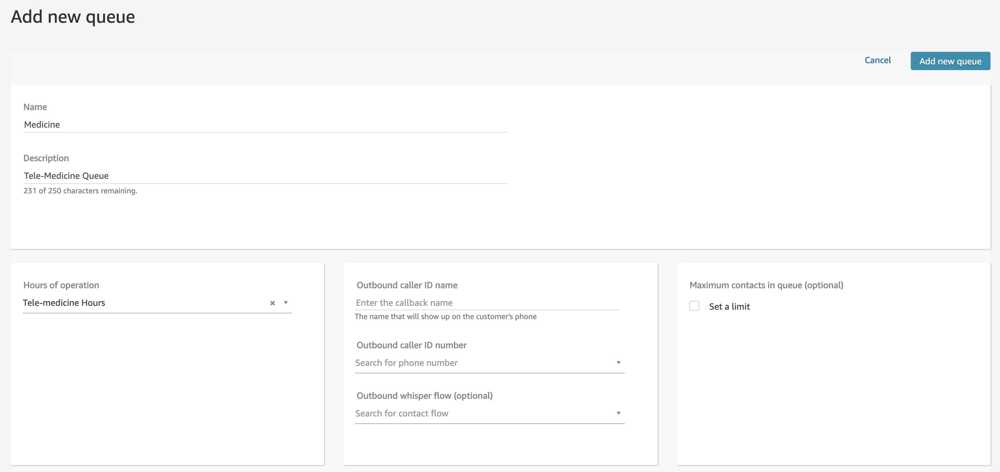 Add new queue
Cancel
Add new queue
Name
Medicine
Description
Tele-Medicine Queue
231 of 250 characters remaining.
Hours of operation
Tele-medicine Hours
Outbound caller ID name
Enter the callback name
The name that will show up on the customer's phone
Outbound caller ID number
Search for phone number
Outbound whisper flow (optional)
Search for contact flow
Maximum contacts in queue (optional)
Set a limit